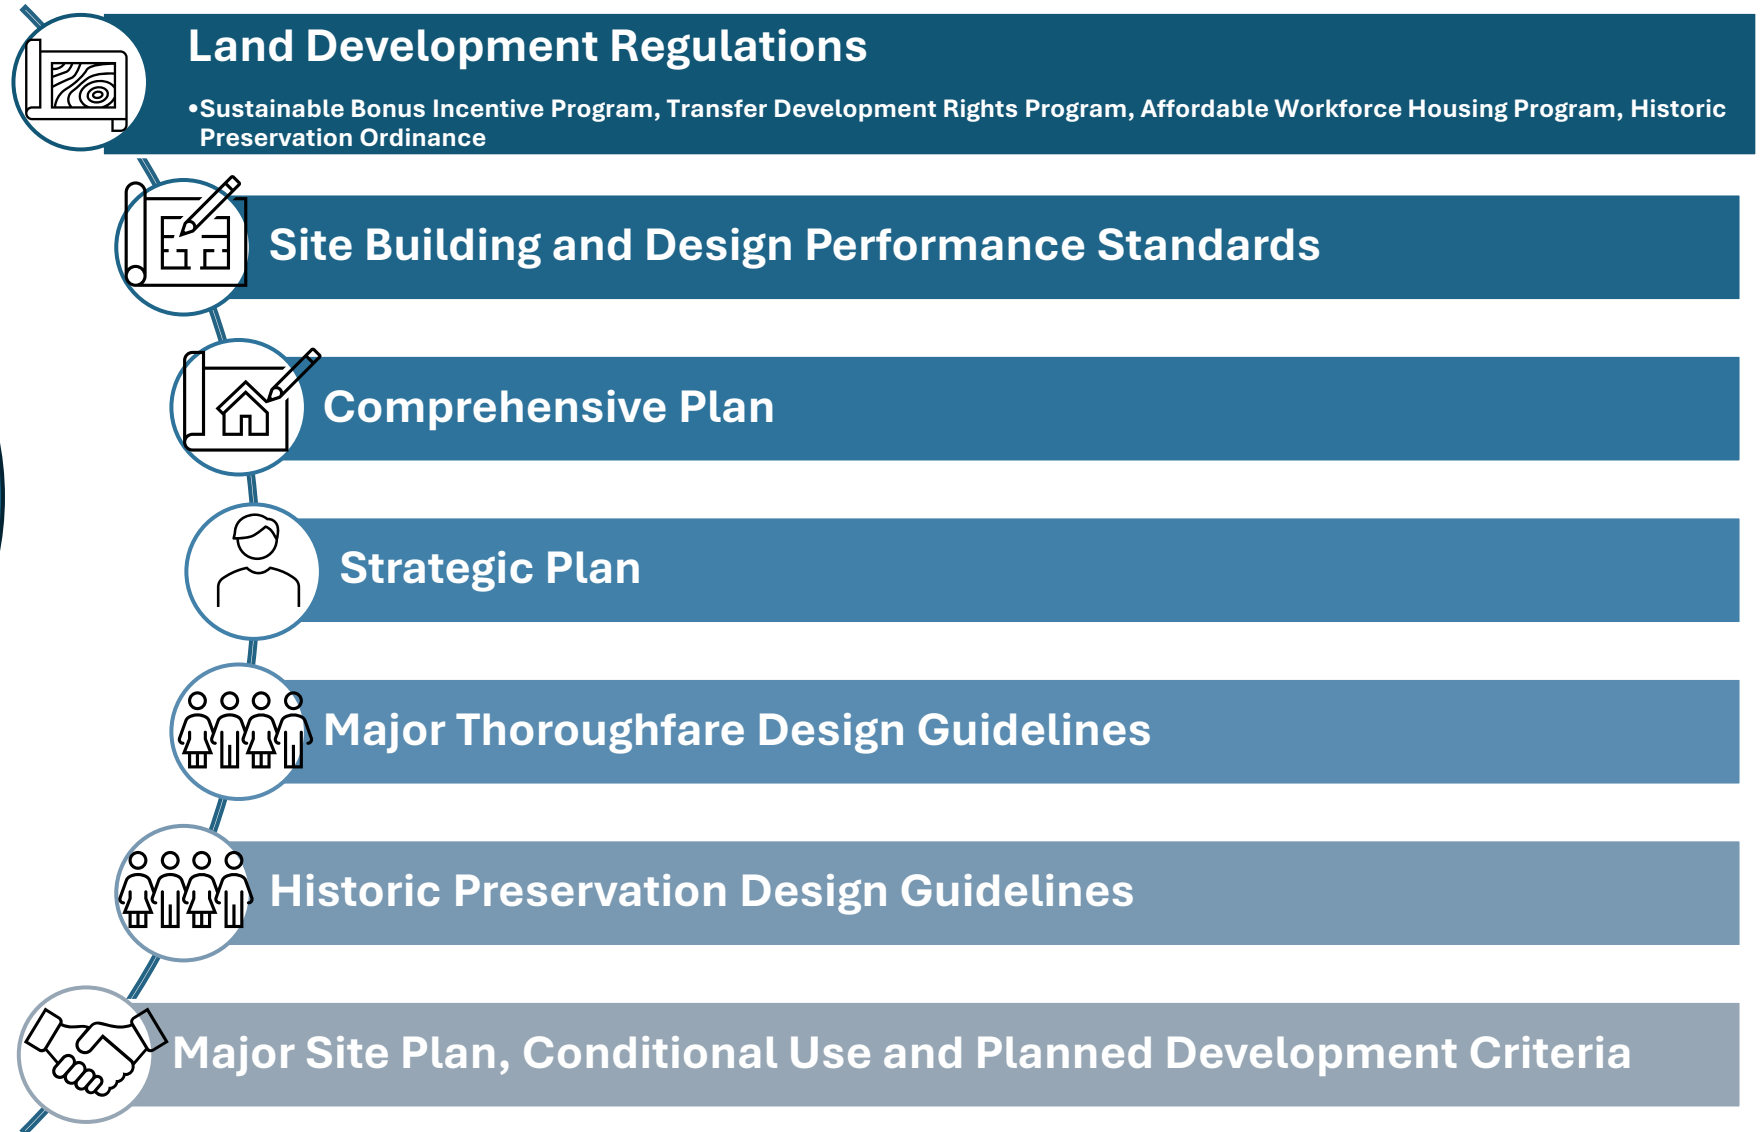 Land Development Regulations
•Sustainable Bonus Incentive Program, Transfer Development Rights Program, Affordable Workforce Housing Program, Historic
Preservation Ordinance
Site Building and Design Performance Standards
Comprehensive Plan
Strategic Plan
Major Thoroughfare Design Guidelines
Historic Preservation Design Guidelines
Major Site Plan, Conditional Use and Planned Development Criteria